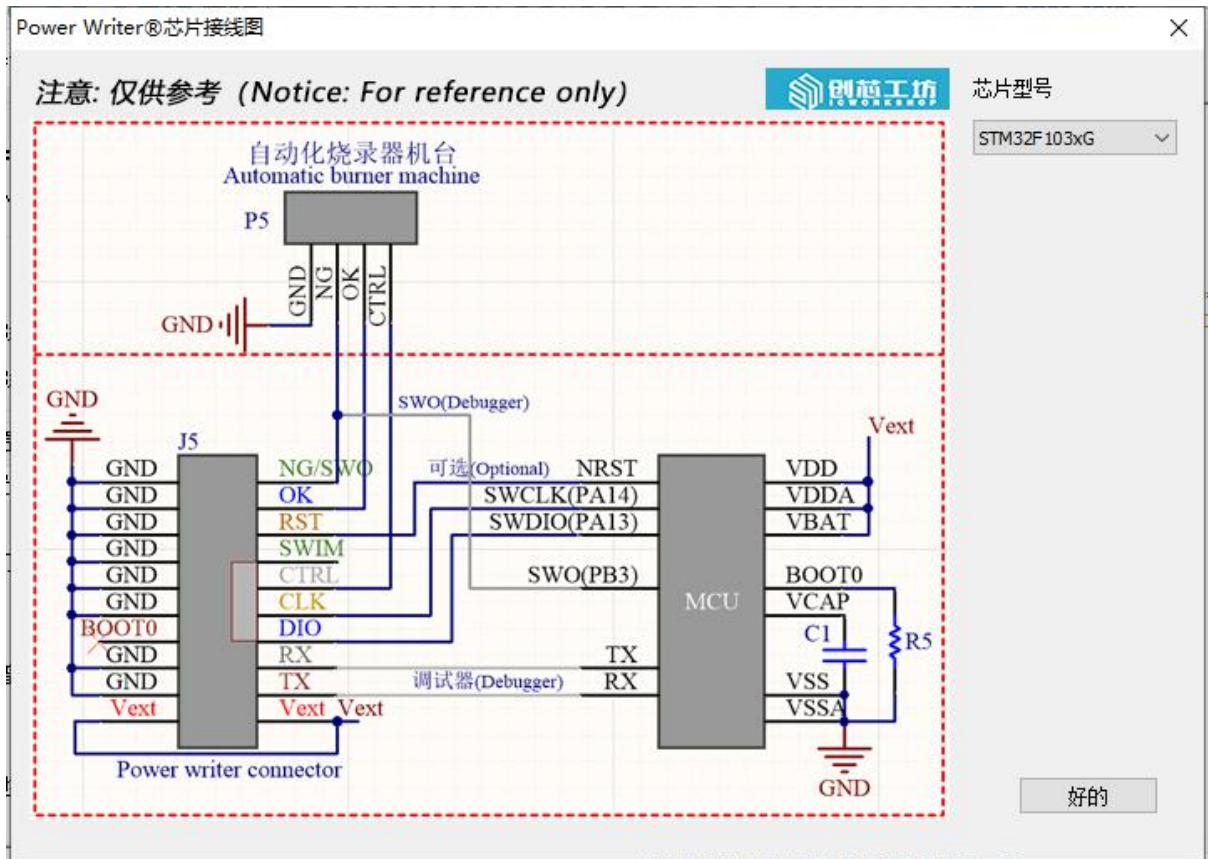 Power Writer®芯片接线图
注意: 仅供参考 (Notice: For reference only)
创芯工坊
ICWORKSHOP
芯片型号
STM32F103xG
自动化烧录器机台
Automatic burner machine
P5
GND
NG
OK
CTRL
GND
SWO(Debugger)
GND
Vext
J5
GND NG/SWO 可选(Optional) NRST VDD
GND OK SWCLK(PA14) VDDA
GND RST SWDIO(PA13) VBAT
GND SWIM
GND CTRL SWO(PB3) BOOT0
GND CLK MCU VCAP
BOOT0 DIO C1 R5
GND RX TX
GND TX 调试器(Debugger) RX VSS
Vext Vext Vext VSSA
Power writer connector
GND
好的